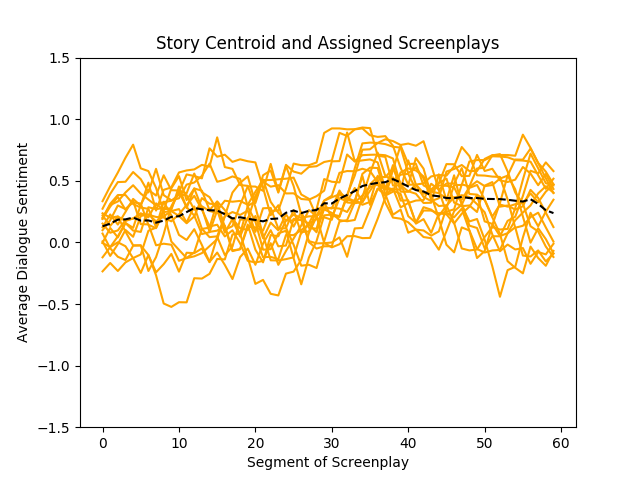 Story Centroid and Assigned Screenplays
Average Dialogue Sentiment
1.5
1.0
0.5
0.0
−0.5
−1.0
−1.5
0 10 20 30 40 50 60
Segment of Screenplay